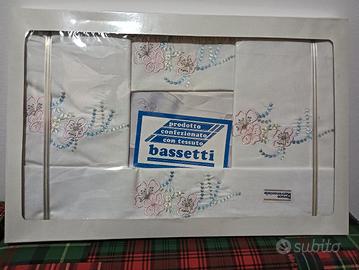 prodotto
confezionato
con tessuto
bassetti
subito